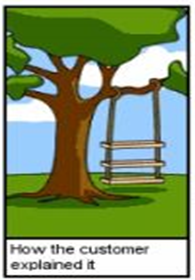 How the customer
explained it